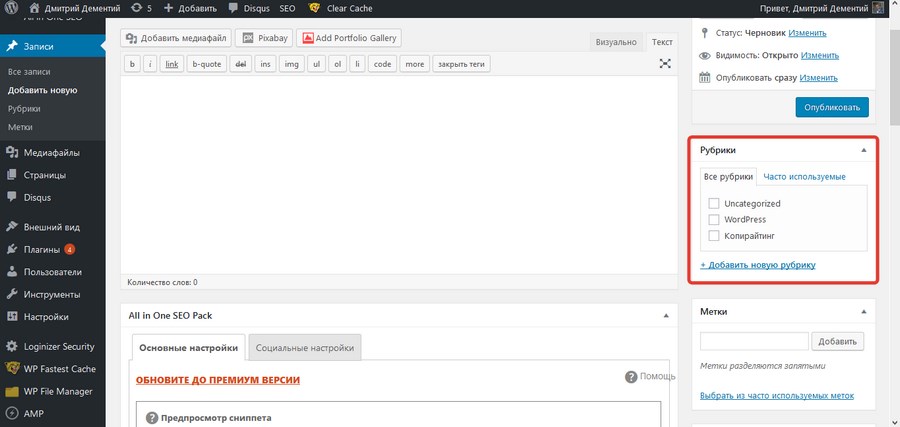 Дмитрий Дементий 5 Добавить Disqus SEO Clear Cache Привет, Дмитрий Дементий
All in One SEO
Записи
Все записи
Добавить новую
Рубрики
Метки
Медиафайлы
Страницы
Disqus
Внешний вид
Плагины 4
Пользователи
Инструменты
Настройки
Loginizer Security
WP Fastest Cache
WP File Manager
AMP
Добавить медиафайл Pixabay Add Portfolio Gallery
Визуально Текст
b i link b-quote del ins img ul ol li code more закрыть теги
Количество слов: 0
All in One SEO Pack
Основные настройки Социальные настройки
ОБНОВИТЕ ДО ПРЕМИУМ ВЕРСИИ
? Помощь
? Предпросмотр сниппета
Статус: Черновик Изменить
Видимость: Открыто Изменить
Опубликовать сразу Изменить
Опубликовать
Рубрики
Все рубрики Часто используемые
Uncategorized
WordPress
Копирайтинг
+ Добавить новую рубрику
Метки
Добавить
Метки разделяются запятыми
Выбрать из часто используемых меток